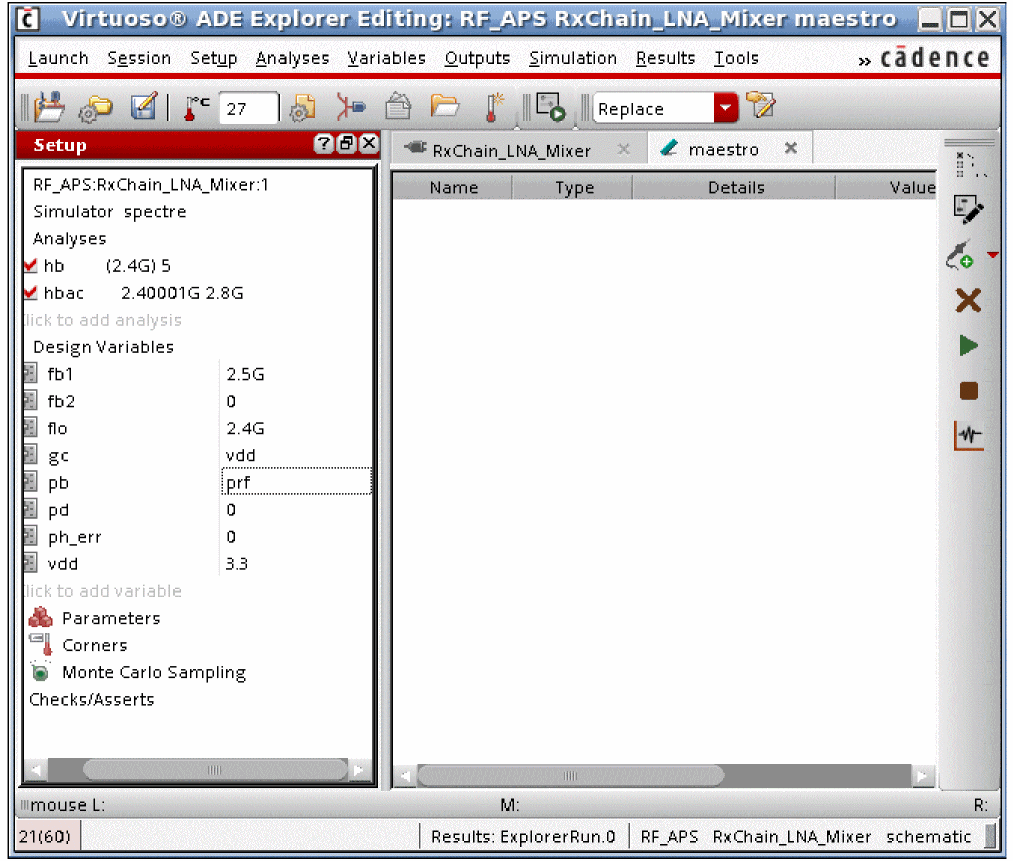 Virtuoso® ADE Explorer Editing: RF_APS RxChain_LNA_Mixer maestro
Launch Session Setup Analyses Variables Outputs Simulation Results Tools » cādence
°C 27 Replace
Setup
RxChain_LNA_Mixer maestro
RF_APS:RxChain_LNA_Mixer:1
Name Type Details Value
Simulator spectre
Analyses
hb (2.4G) 5
hbac 2.40001G 2.8G
lick to add analysis
Design Variables
fb1 2.5G
fb2 0
flo 2.4G
gc vdd
pb prf
pd 0
ph_err 0
vdd 3.3
lick to add variable
Parameters
Corners
Monte Carlo Sampling
Checks/Asserts
mouse L: M: R:
21(60) Results: ExplorerRun.0 RF_APS RxChain_LNA_Mixer schematic